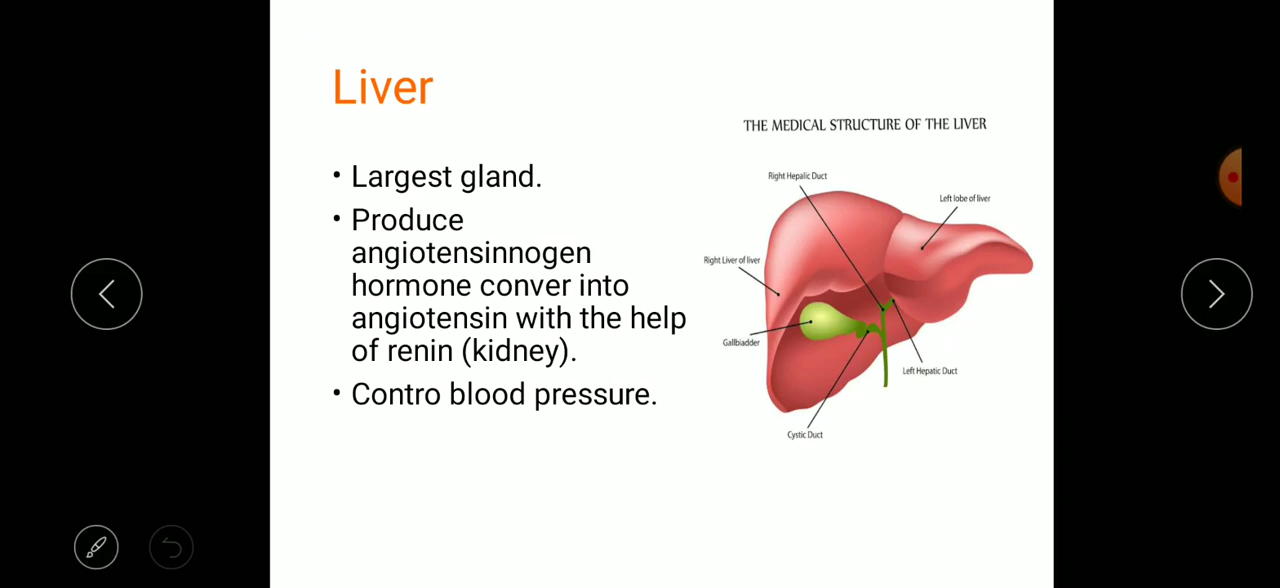 Liver
• Largest gland.
• Produce
angiotensinnogen
hormone conver into
angiotensin with the help
of renin (kidney).
• Contro blood pressure.
THE MEDICAL STRUCTURE OF THE LIVER
Right Hepalic Duct
Left lobe of liver
Right Liver of liver
Gallbiadder
Left Hepatic Duct
Cystic Duct